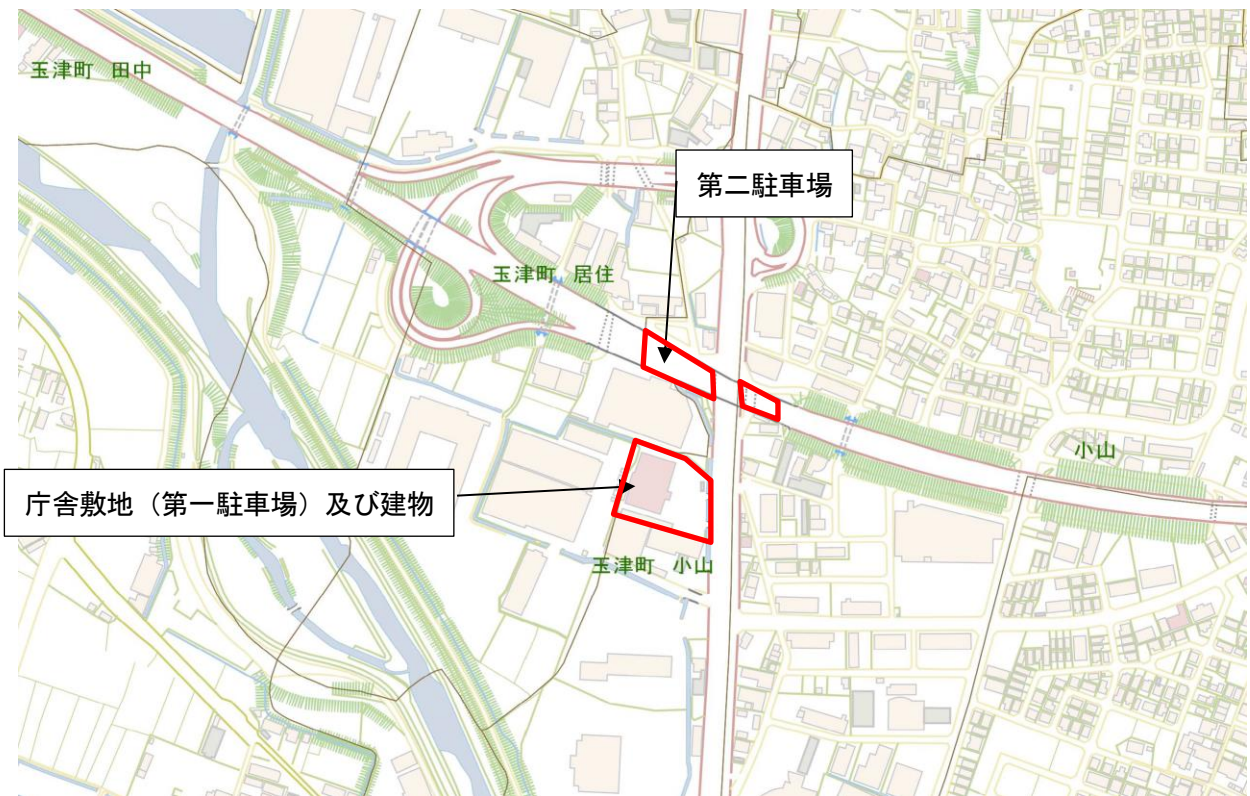 玉津町 田中
第二駐車場
玉津町 居住
小山
庁舎敷地（第一駐車場）及び建物
玉津町 小山